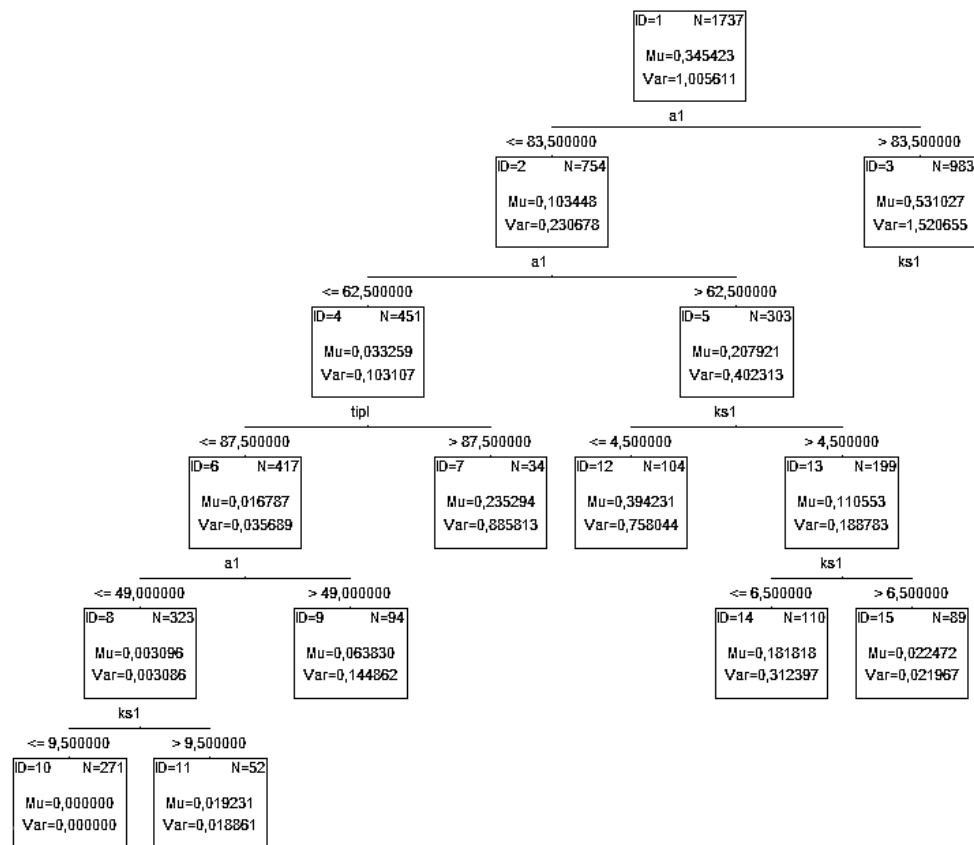 ID=1 N=1737
Mu=0,345423
Var=1,005611
a1
<= 83,500000 > 83,500000
ID=2 N=754 ID=3 N=983
Mu=0,103448 Mu=0,531027
Var=0,230678 Var=1,520655
a1 ks1
<= 62,500000 > 62,500000
ID=4 N=451 ID=5 N=303
Mu=0,033259 Mu=0,207921
Var=0,103107 Var=0,402313
tipl ks1
<= 87,500000 > 87,500000 <= 4,500000 > 4,500000
ID=6 N=417 ID=7 N=34 ID=12 N=104 ID=13 N=199
Mu=0,016787 Mu=0,235294 Mu=0,394231 Mu=0,110553
Var=0,035689 Var=0,885813 Var=0,758044 Var=0,188783
a1 ks1
<= 49,000000 > 49,000000 <= 6,500000 > 6,500000
ID=8 N=323 ID=9 N=94 ID=14 N=110 ID=15 N=89
Mu=0,003096 Mu=0,063830 Mu=0,181818 Mu=0,022472
Var=0,003086 Var=0,144862 Var=0,312397 Var=0,021967
ks1
<= 9,500000 > 9,500000
ID=10 N=271 ID=11 N=52
Mu=0,000000 Mu=0,019231
Var=0,000000 Var=0,018861